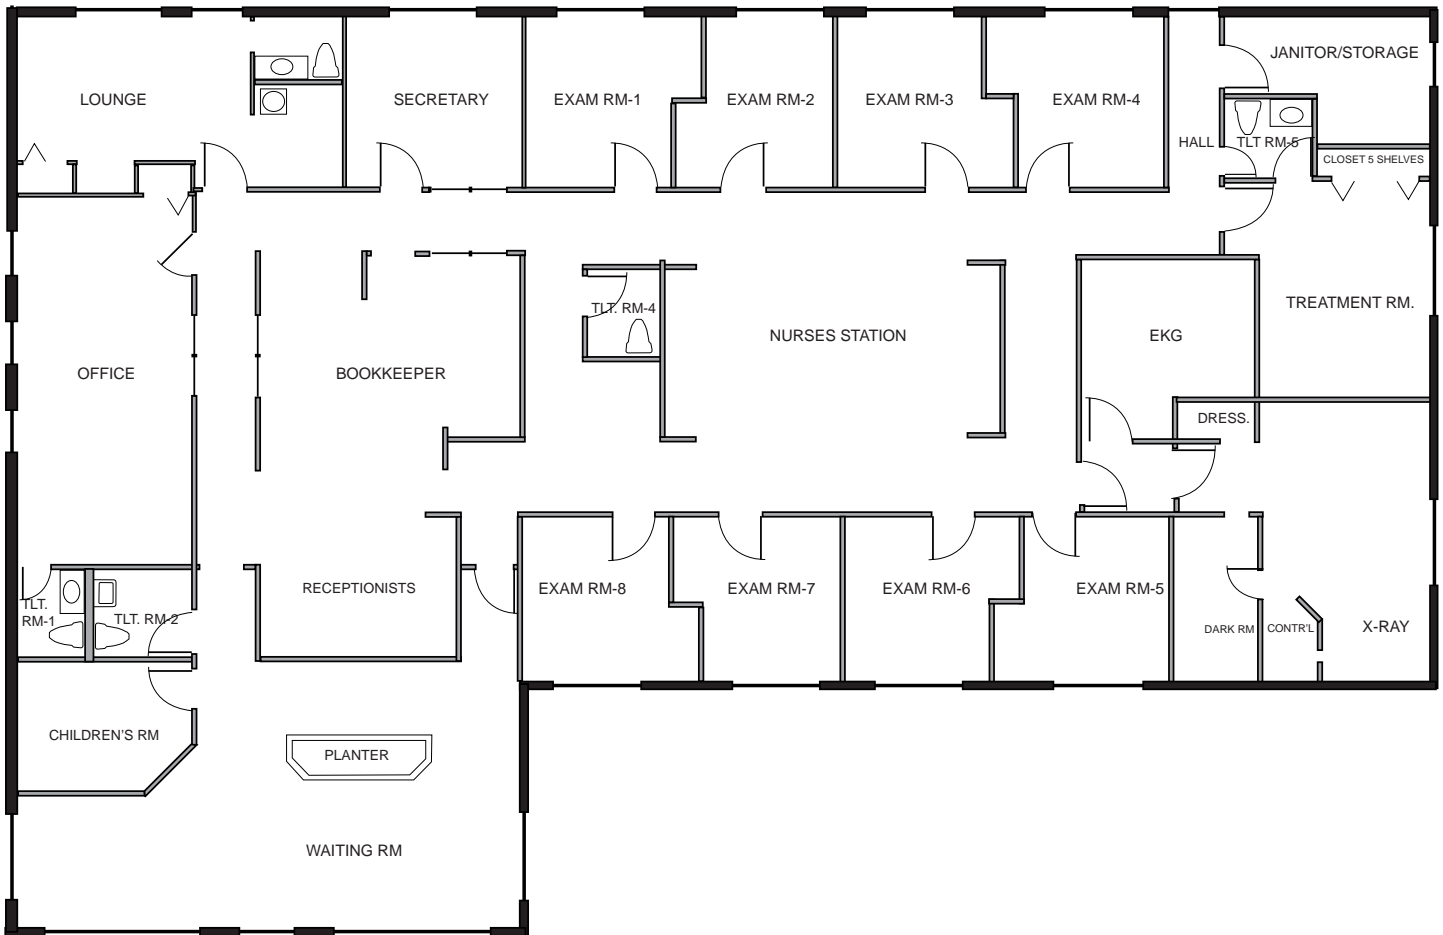 JANITOR/STORAGE
LOUNGE
SECRETARY
EXAM RM-1
EXAM RM-2
EXAM RM-3
EXAM RM-4
HALL
TLT RM-5
CLOSET 5 SHELVES
TREATMENT RM.
TLT. RM-4
NURSES STATION
EKG
OFFICE
BOOKKEEPER
DRESS.
RECEPTIONISTS
EXAM RM-8
EXAM RM-7
EXAM RM-6
EXAM RM-5
TLT.
RM-1
TLT. RM-2
DARK RM
CONTR'L
X-RAY
CHILDREN'S RM
PLANTER
WAITING RM